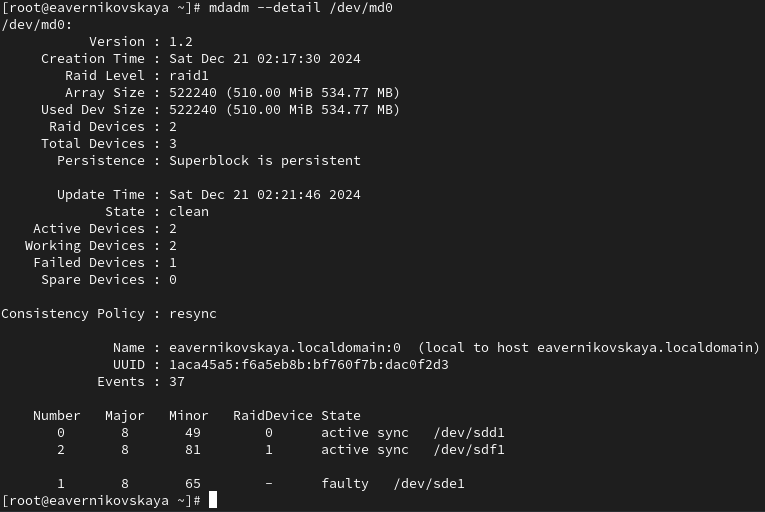 [root@eavernikovskaya ~]# mdadm --detail /dev/md0
/dev/md0:
Version : 1.2
Creation Time : Sat Dec 21 02:17:30 2024
Raid Level : raid1
Array Size : 522240 (510.00 MiB 534.77 MB)
Used Dev Size : 522240 (510.00 MiB 534.77 MB)
Raid Devices : 2
Total Devices : 3
Persistence : Superblock is persistent
Update Time : Sat Dec 21 02:21:46 2024
State : clean
Active Devices : 2
Working Devices : 2
Failed Devices : 1
Spare Devices : 0
Consistency Policy : resync
Name : eavernikovskaya.localdomain:0  (local to host eavernikovskaya.localdomain)
UUID : 1aca45a5:f6a5eb8b:bf760f7b:dac0f2d3
Events : 37
Number   Major   Minor   RaidDevice State
0       8       49        0      active sync   /dev/sdd1
2       8       81        1      active sync   /dev/sdf1
1       8       65        -      faulty   /dev/sde1
[root@eavernikovskaya ~]#